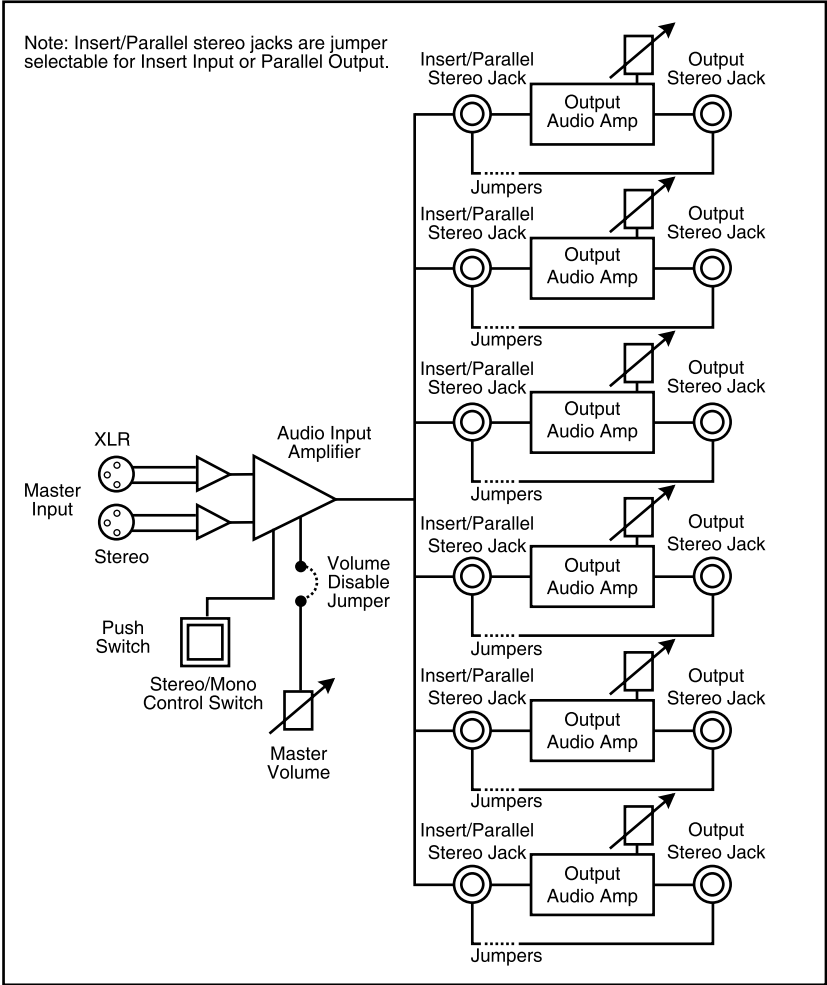 Note: Insert/Parallel stereo jacks are jumper
selectable for Insert Input or Parallel Output.
Insert/Parallel
Stereo Jack
Output
Audio Amp
Output
Stereo Jack
Jumpers
Insert/Parallel
Stereo Jack
Output
Audio Amp
Output
Stereo Jack
Jumpers
Insert/Parallel
Stereo Jack
Output
Audio Amp
Output
Stereo Jack
Jumpers
XLR
Master
Input
Stereo
Audio Input
Amplifier
Volume
Disable
Jumper
Push
Switch
Stereo/Mono
Control Switch
Master
Volume
Insert/Parallel
Stereo Jack
Output
Audio Amp
Output
Stereo Jack
Jumpers
Insert/Parallel
Stereo Jack
Output
Audio Amp
Output
Stereo Jack
Jumpers
Insert/Parallel
Stereo Jack
Output
Audio Amp
Output
Stereo Jack
Jumpers